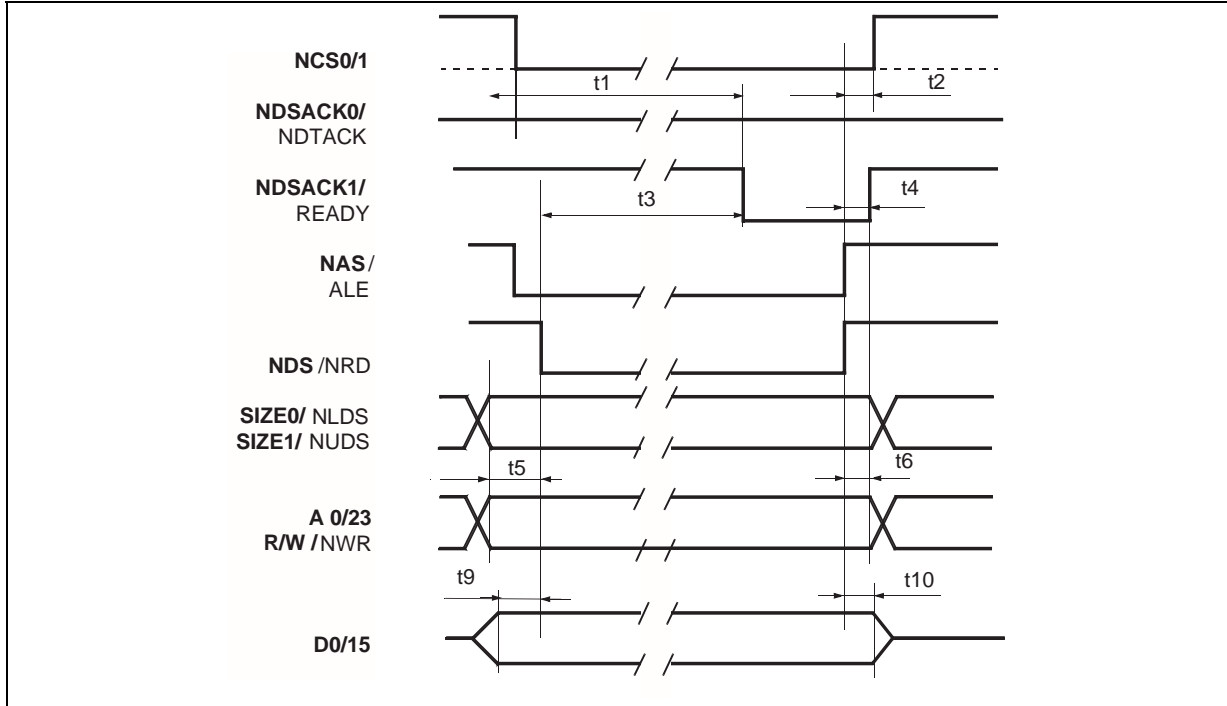 NCS0/1
t1
t2
NDSACK0/
NDTACK
NDSACK1/
READY
t3
t4
NAS/
ALE
NDS /NRD
SIZE0/ NLDS
SIZE1/ NUDS
t5
t6
A 0/23
R/W /NWR
t9
t10
D0/15